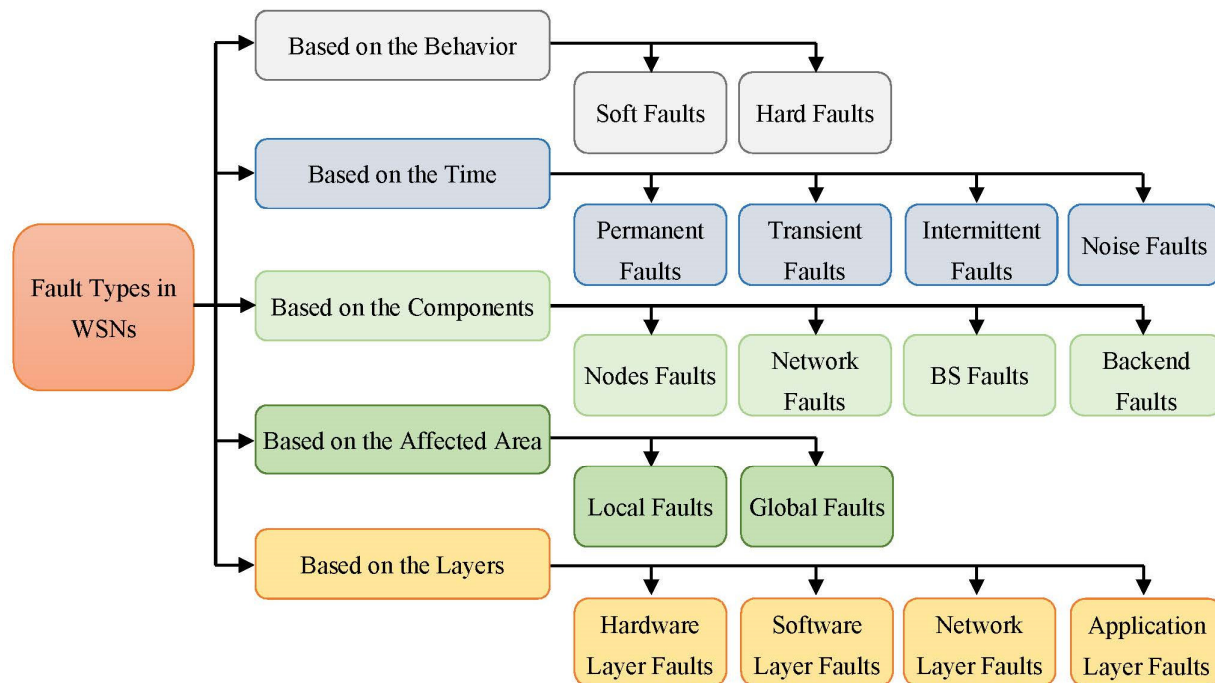 Based on the Behavior
Soft Faults
Hard Faults
Based on the Time
Permanent
Faults
Transient
Faults
Intermittent
Faults
Noise Faults
Fault Types in
WSNs
Based on the Components
Nodes Faults
Network
Faults
BS Faults
Backend
Faults
Based on the Affected Area
Local Faults
Global Faults
Based on the Layers
Hardware
Layer Faults
Software
Layer Faults
Network
Layer Faults
Application
Layer Faults